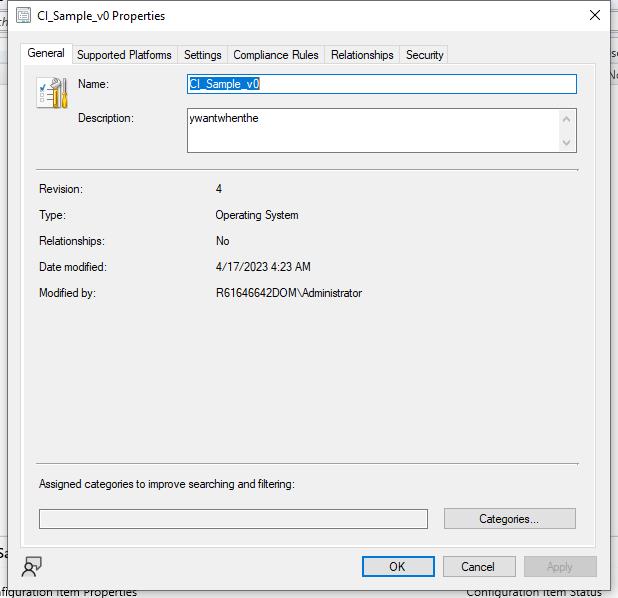 CI_Sample_v0 Properties
General Supported Platforms Settings Compliance Rules Relationships Security
Name: CI_Sample_v0
Description: ywantwhenthe
Revision: 4
Type: Operating System
Relationships: No
Date modified: 4/17/2023 4:23 AM
Modified by: R61646642DOM\Administrator
Assigned categories to improve searching and filtering:
Categories...
OK Cancel Apply
figuration Item Properties Configuration Item Status